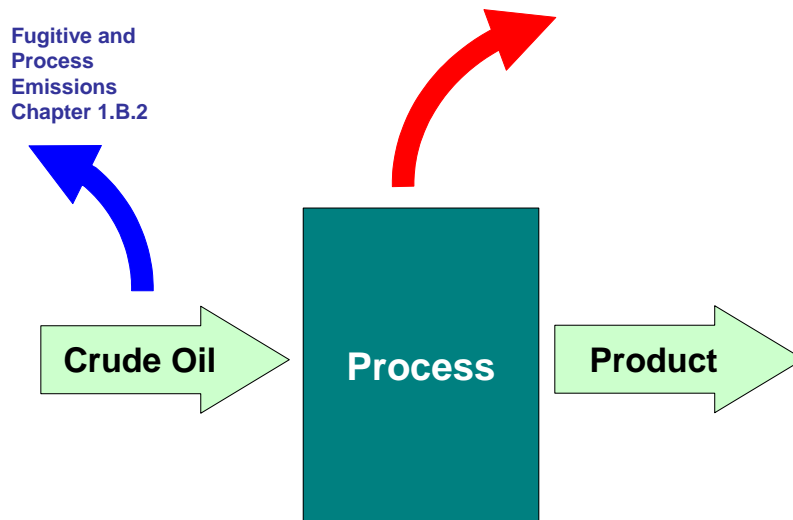 Fugitive and
Process
Emissions
Chapter 1.B.2
Crude Oil
Process
Product